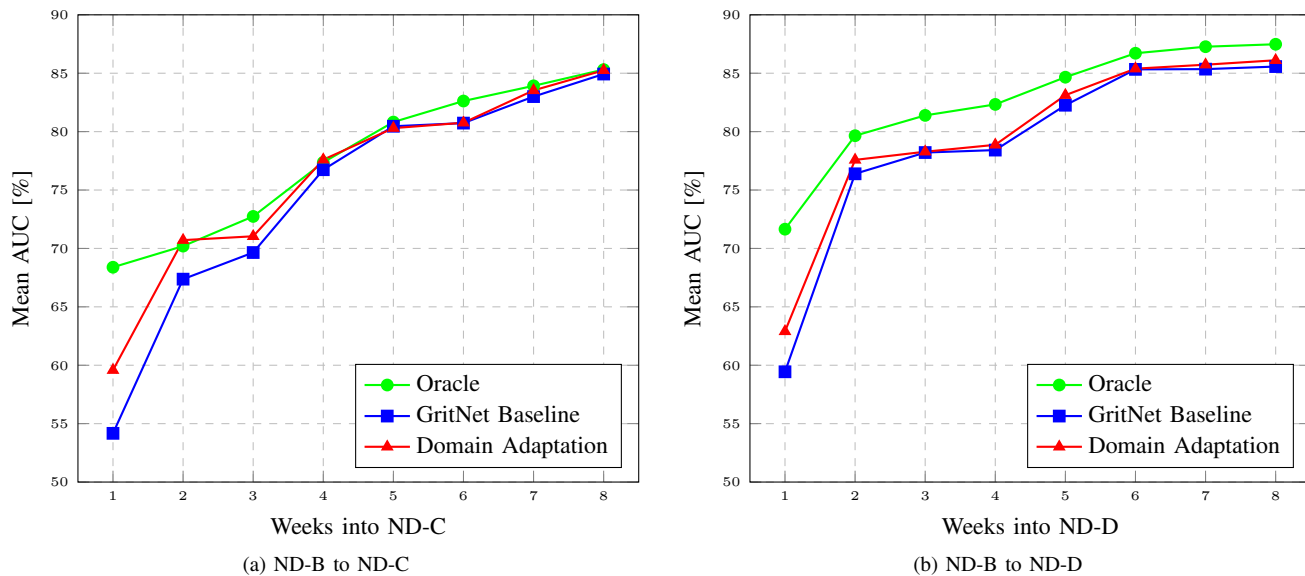 90
85
80
75
70
65
60
55
50
Mean AUC [%]
Oracle
GritNet Baseline
Domain Adaptation
1 2 3 4 5 6 7 8
Weeks into ND-C
(a) ND-B to ND-C
90
85
80
75
70
65
60
55
50
Mean AUC [%]
Oracle
GritNet Baseline
Domain Adaptation
1 2 3 4 5 6 7 8
Weeks into ND-D
(b) ND-B to ND-D